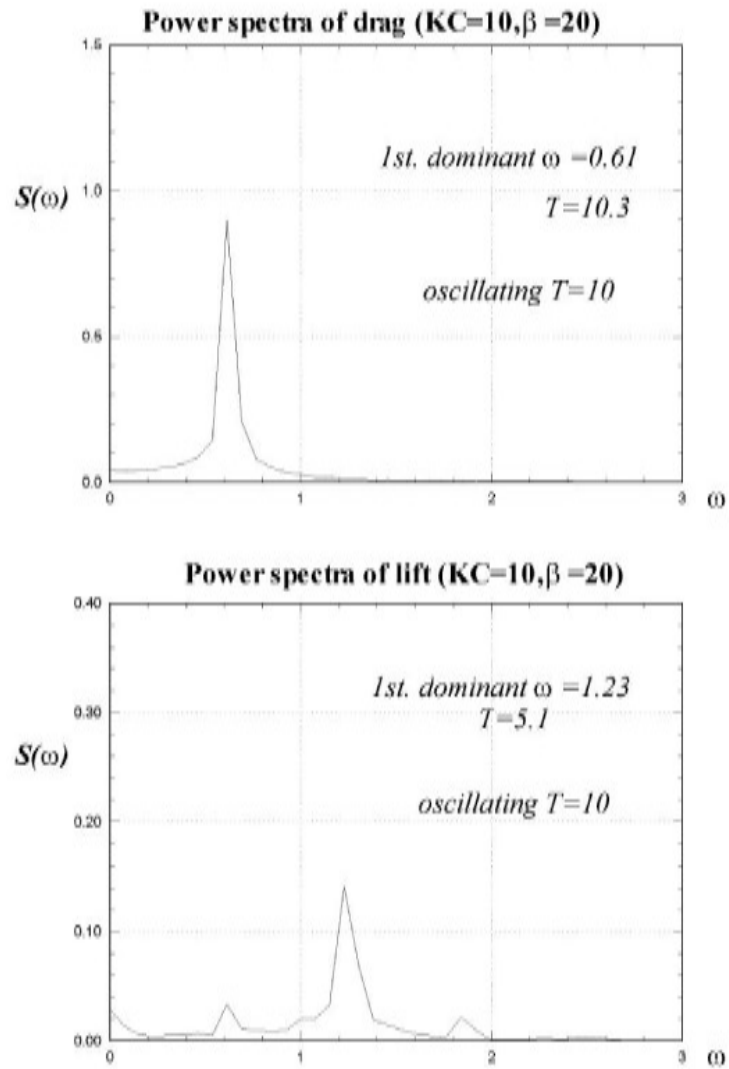 Power spectra of drag (KC=10,β =20)
1.5
1st. dominant ω =0.61
S(ω)
1.0
T=10.3
oscillating T=10
0.5
0.0
0
1
2
3
ω
Power spectra of lift (KC=10,β =20)
0.40
1st. dominant ω =1.23
0.30
T=5.1
S(ω)
oscillating T=10
0.20
0.10
0.00
0
1
2
3
ω